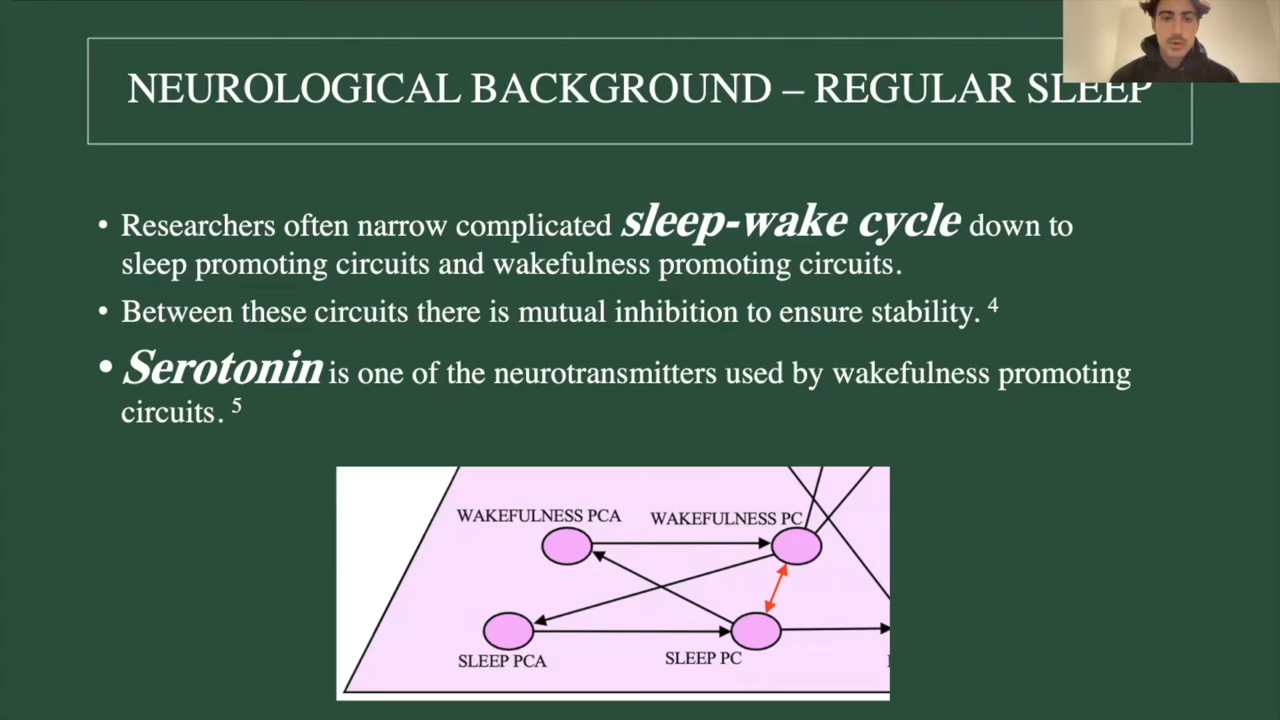 NEUROLOGICAL BACKGROUND – REGULAR SLEEP
• Researchers often narrow complicated sleep-wake cycle down to
sleep promoting circuits and wakefulness promoting circuits.
• Between these circuits there is mutual inhibition to ensure stability. 4
• Serotonin is one of the neurotransmitters used by wakefulness promoting
circuits. 5
WAKEFULNESS PCA
WAKEFULNESS PC
SLEEP PCA
SLEEP PC